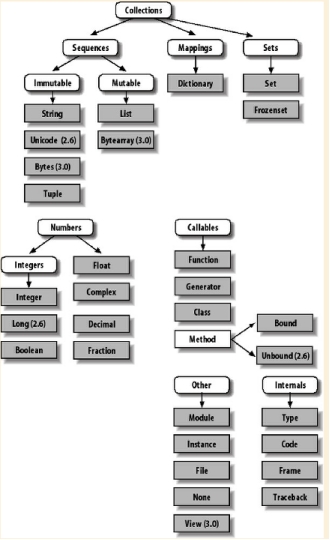 Collections
Sequences
Mappings
Sets
Immutable
Mutable
Dictionary
Set
String
List
Frozenset
Unicode (2.6)
Bytearray (3.0)
Bytes (3.0)
Tuple
Numbers
Callables
Integers
Float
Function
Integer
Complex
Generator
Long (2.6)
Decimal
Class
Boolean
Fraction
Method
Bound
Unbound (2.6)
Other
Internals
Module
Type
Instance
Code
File
Frame
None
Traceback
View (3.0)